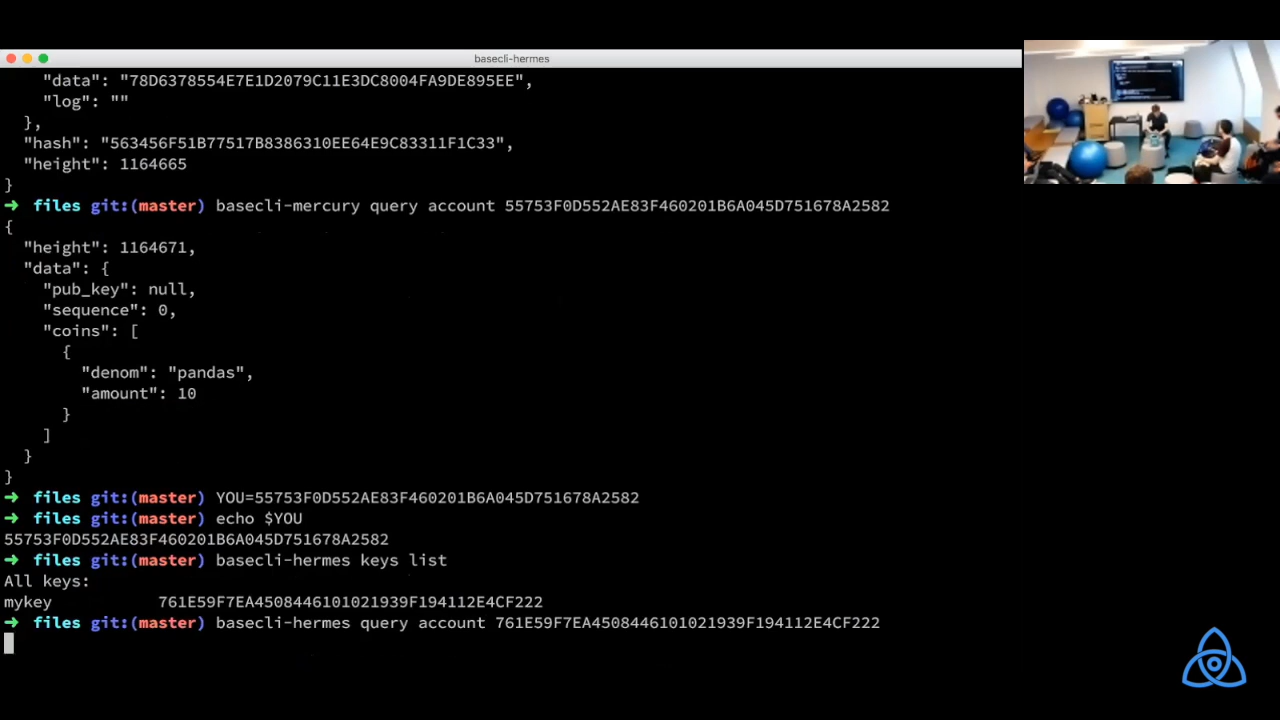 basecli-hermes
"data": "78D6378554E7E1D2079C11E3DC8004FA9DE895EE",
"log": ""
},
"hash": "563456F51B77517B8386310EE64E9C83311F1C33",
"height": 1164665
}
➜ files git:(master) basecli-mercury query account 55753F0D552AE83F460201B6A045D751678A2582
{
"height": 1164671,
"data": {
"pub_key": null,
"sequence": 0,
"coins": [
{
"denom": "pandas",
"amount": 10
}
]
}
}
➜ files git:(master) YOU=55753F0D552AE83F460201B6A045D751678A2582
➜ files git:(master) echo $YOU
55753F0D552AE83F460201B6A045D751678A2582
➜ files git:(master) basecli-hermes keys list
All keys:
mykey 761E59F7EA4508446101021939F194112E4CF222
➜ files git:(master) basecli-hermes query account 761E59F7EA4508446101021939F194112E4CF222